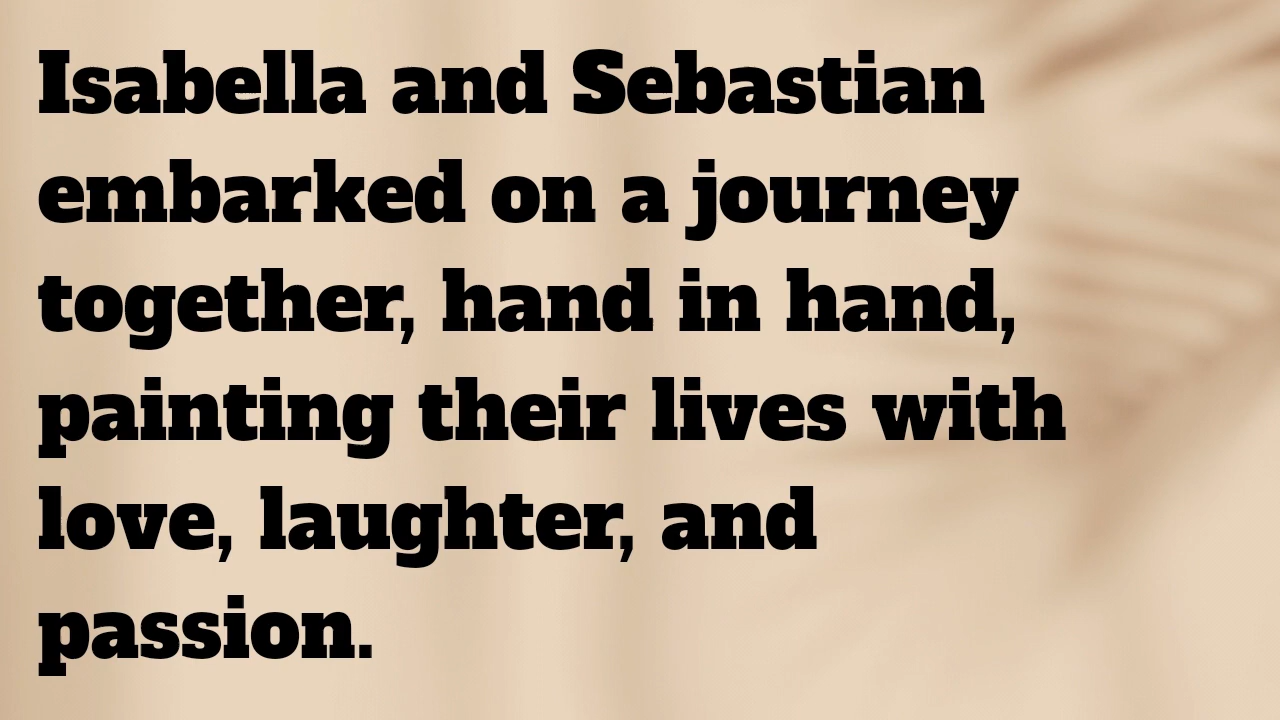 Isabella and Sebastian
embarked on a journey
together, hand in hand,
painting their lives with
love, laughter, and
passion.